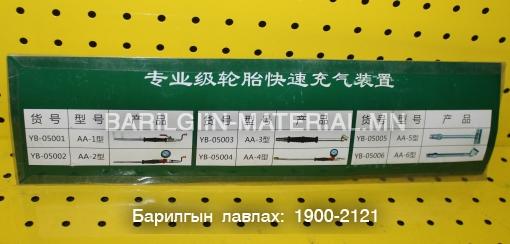 专业级轮胎快速充气装置
BARILGIIN-MATERIAL.MN
货号 型号 产品 货号 型号 产品 货号 型号 产品
YB-05001 AA-1型 YB-05003 AA-3型 YB-05005 AA-5型
YB-05002 AA-2型 YB-05004 AA-4型 YB-05006 AA-6型
Барилгын лавлах: 1900-2121